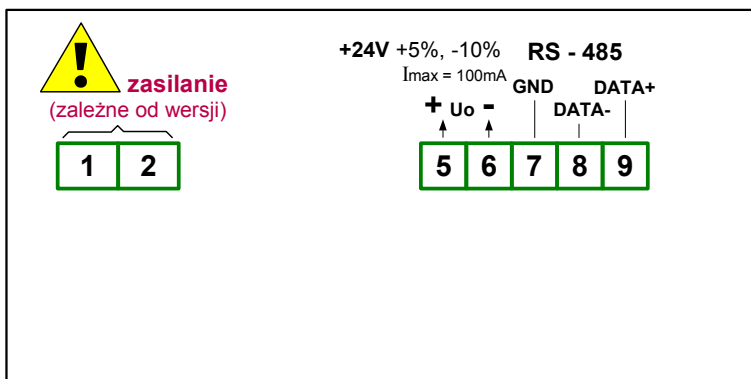 !
zasilanie
(zależne od wersji)
1 2
+24V +5%, -10%
Imax = 100mA
+ Uo -
RS - 485
GND
DATA-
DATA+
5 6 7 8 9